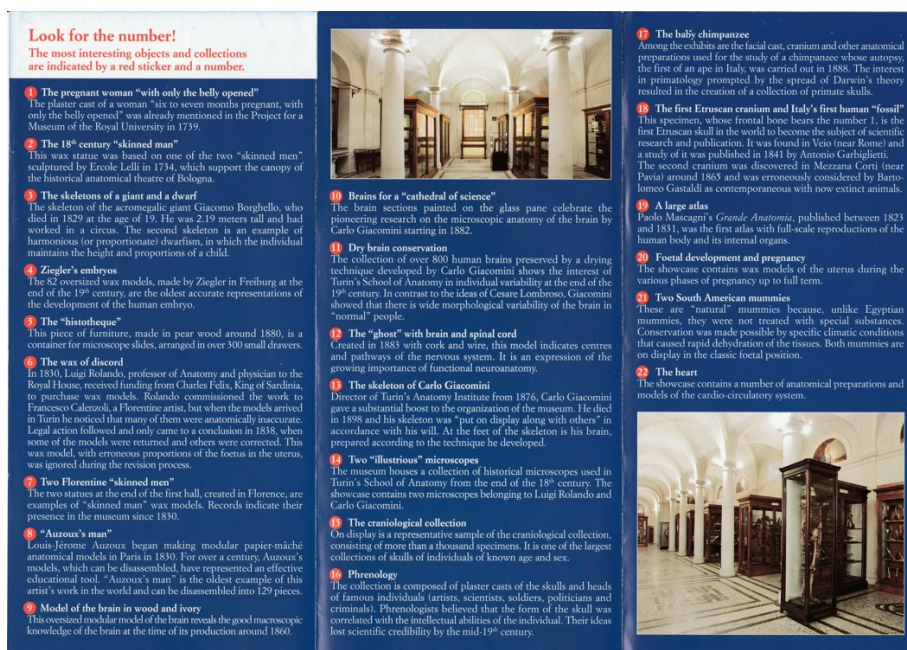 Look for the number!
The most interesting objects and collections
are indicated by a red sticker and a number.
1 The pregnant woman “with only the belly opened”
The plaster cast of a woman “six to seven months pregnant, with
only the belly opened” was already mentioned in the Project for a
Museum of the Royal University in 1739.
2 The 18th century “skinned man”
This wax statue was based on one of the two “skinned men”
sculptured by Ercole Lelli in 1734, which support the canopy of
the historical anatomical theatre of Bologna.
3 The skeletons of a giant and a dwarf
The skeleton of the acromegalic giant Giacomo Borghello, who
died in 1829 at the age of 19. He was 2.19 meters tall and had
worked in a circus. The second skeleton is an example of
harmonious (or proportionate) dwarfism, in which the individual
maintains the height and proportions of a child.
4 Ziegler’s embryos
The 82 oversized wax models, made by Ziegler in Freiburg at the
end of the 19th century, are the oldest accurate representations of
the development of the human embryo.
5 The “histotheque”
This piece of furniture, made in pear wood around 1880, is a
container for microscope slides, arranged in over 300 small drawers.
6 The wax of discord
In 1830, Luigi Rolando, professor of Anatomy and physician to the
Royal House, received funding from Charles Felix, King of Sardinia,
to purchase wax models. Rolando commissioned the work to
Francesco Calenzoli, a Florentine artist, but when the models arrived
in Turin he noticed that many of them were anatomically inaccurate.
Legal action followed and only came to a conclusion in 1838, when
some of the models were returned and others were corrected. This
wax model, with erroneous proportions of the foetus in the uterus,
was ignored during the revision process.
7 Two Florentine “skinned men”
The two statues at the end of the first hall, created in Florence, are
examples of “skinned man” wax models. Records indicate their
presence in the museum since 1830.
8 “Auzoux’s man”
Louis-Jérome Auzoux began making modular papier-mâché
anatomical models in Paris in 1830. For over a century, Auzoux’s
models, which can be disassembled, have represented an effective
educational tool. “Auzoux’s man” is the oldest example of this
artist’s work in the world and can be disassembled into 129 pieces.
9 Model of the brain in wood and ivory
This oversized modular model of the brain reveals the good macroscopic
knowledge of the brain at the time of its production around 1860.
10 Brains for a “cathedral of science”
The brain sections painted on the glass pane celebrate the
pioneering research on the microscopic anatomy of the brain by
Carlo Giacomini starting in 1882.
11 Dry brain conservation
The collection of over 800 human brains preserved by a drying
technique developed by Carlo Giacomini shows the interest of
Turin’s School of Anatomy in individual variability at the end of the
19th century. In contrast to the ideas of Cesare Lombroso, Giacomini
showed that there is wide morphological variability of the brain in
“normal” people.
12 The “ghost” with brain and spinal cord
Created in 1883 with cork and wire, this model indicates centres
and pathways of the nervous system. It is an expression of the
growing importance of functional neuroanatomy.
13 The skeleton of Carlo Giacomini
Director of Turin’s Anatomy Institute from 1876, Carlo Giacomini
gave a substantial boost to the organization of the museum. He died
in 1898 and his skeleton was “put on display along with others” in
accordance with his will. At the feet of the skeleton is his brain,
prepared according to the technique he developed.
14 Two “illustrious” microscopes
The museum houses a collection of historical microscopes used in
Turin’s School of Anatomy from the end of the 18th century. The
showcase contains two microscopes belonging to Luigi Rolando and
Carlo Giacomini.
15 The craniological collection
On display is a representative sample of the craniological collection,
consisting of more than a thousand specimens. It is one of the largest
collections of skulls of individuals of known age and sex.
16 Phrenology
The collection is composed of plaster casts of the skulls and heads
of famous individuals (artists, scientists, soldiers, politicians and
criminals). Phrenologists believed that the form of the skull was
correlated with the intellectual abilities of the individual. Their ideas
lost scientific credibility by the mid-19th century.
17 The baby chimpanzee
Among the exhibits are the facial cast, cranium and other anatomical
preparations used for the study of a chimpanzee whose autopsy,
the first of an ape in Italy, was carried out in 1888. The interest
in primatology prompted by the spread of Darwin’s theory
resulted in the creation of a collection of primate skulls.
18 The first Etruscan cranium and Italy’s first human “fossil”
This specimen, whose frontal bone bears the number 1, is the
first Etruscan skull in the world to become the subject of scientific
research and publication. It was found in Veio (near Rome) and
a study of it was published in 1841 by Antonio Garbiglietti.
The second cranium was discovered in Mezzana Corti (near
Pavia) around 1865 and was erroneously considered by Barto-
lomeo Gastaldi as contemporaneous with now extinct animals.
19 A large atlas
Paolo Mascagni’s Grande Anatomia, published between 1823
and 1831, was the first atlas with full-scale reproductions of the
human body and its internal organs.
20 Foetal development and pregnancy
The showcase contains wax models of the uterus during the
various phases of pregnancy up to full term.
21 Two South American mummies
These are “natural” mummies because, unlike Egyptian
mummies, they were not treated with special substances.
Conservation was made possible by specific climatic conditions
that caused rapid dehydration of the tissues. Both mummies are
on display in the classic foetal position.
22 The heart
The showcase contains a number of anatomical preparations and
models of the cardio-circulatory system.